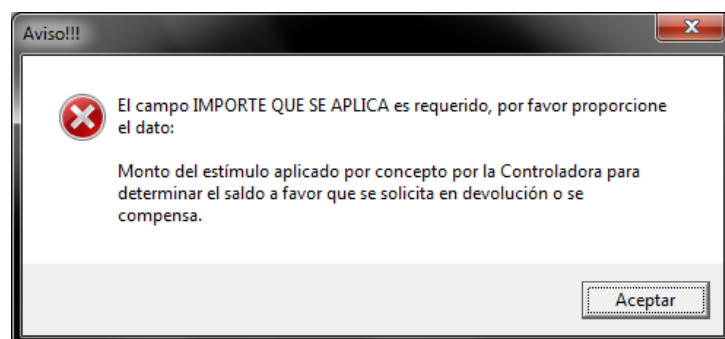 Aviso!!!
El campo IMPORTE QUE SE APLICA es requerido, por favor proporcione
el dato:
Monto del estímulo aplicado por concepto por la Controladora para
determinar el saldo a favor que se solicita en devolución o se
compensa.
Aceptar